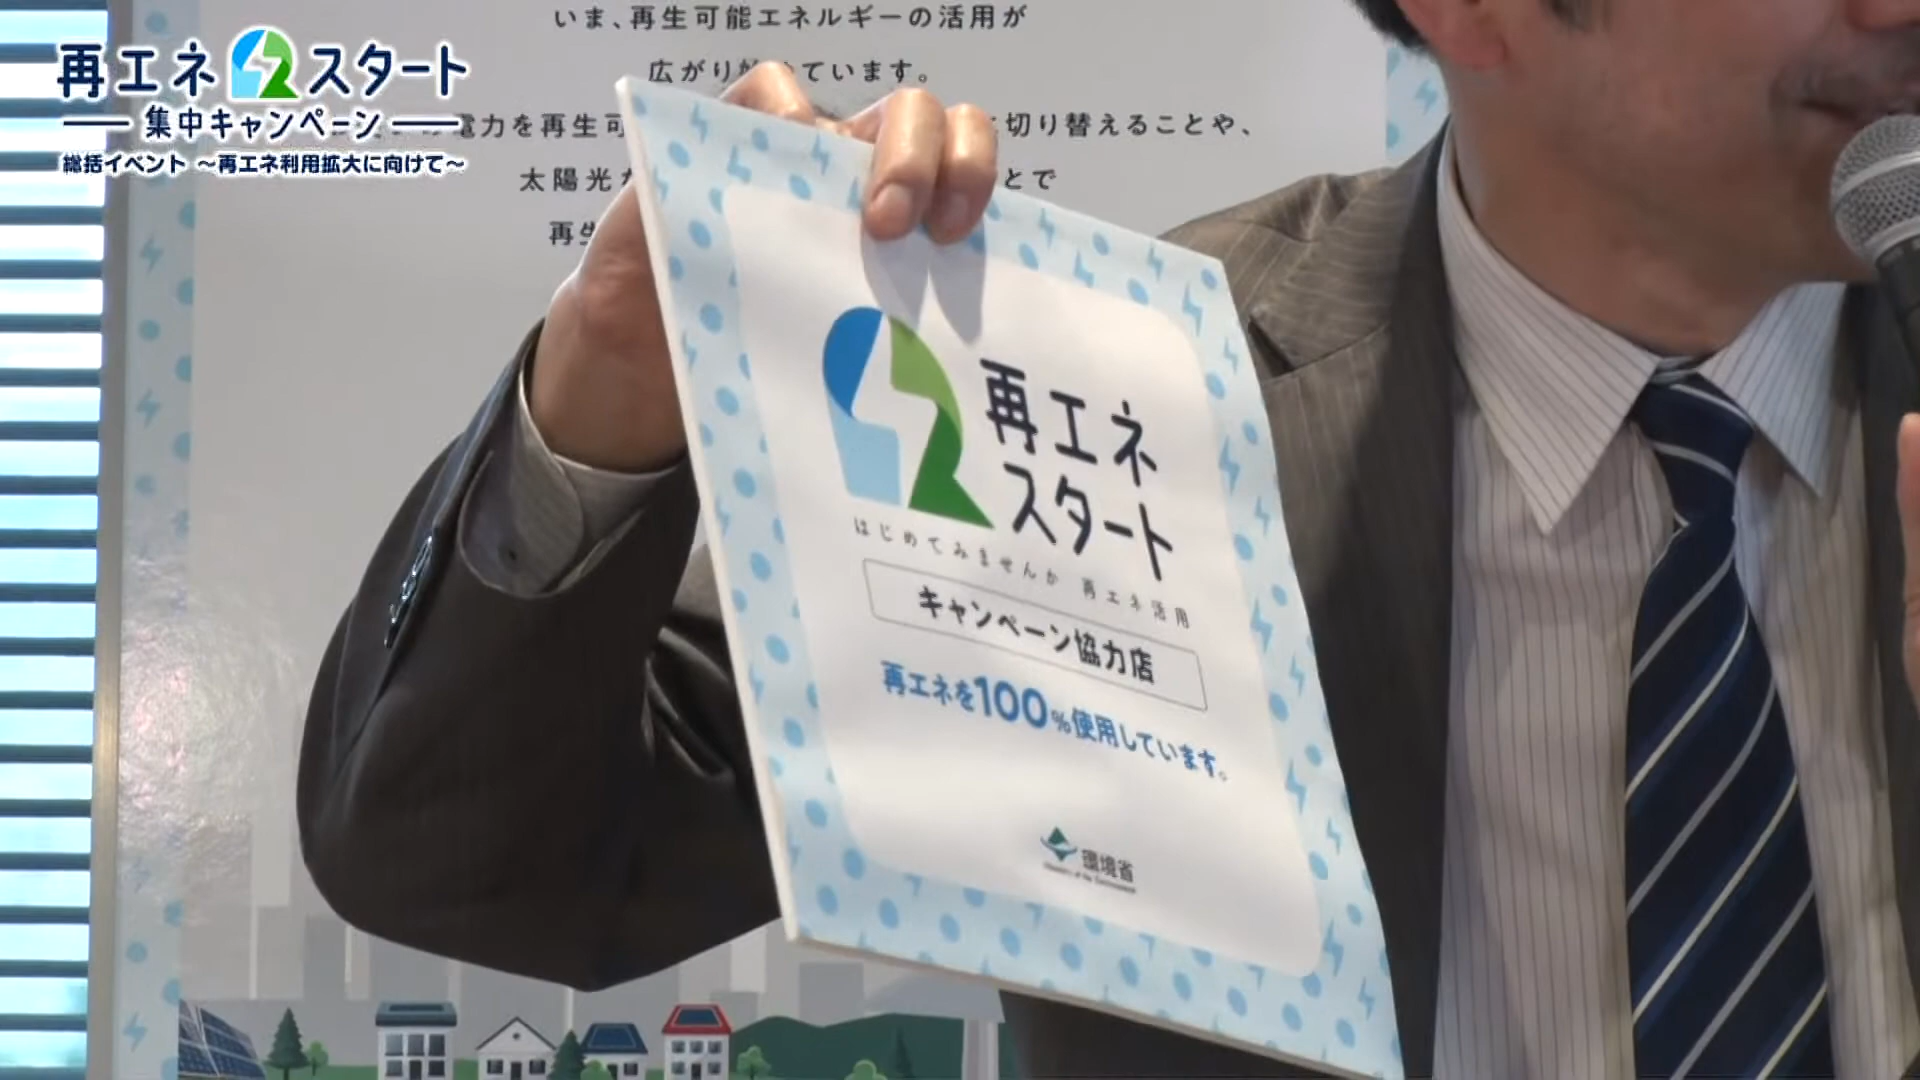 再エネスタート
集中キャンペーン
総括イベント ～再エネ利用拡大に向けて～
いま、再生可能エネルギーの活用が
広がり ています。
電力を再生可 切り替えることや、
太陽光 とで
再生
再エネ
スタート
はじめてみませんか 再エネ活用
キャンペーン協力店
再エネを100%使用しています。
環境省
Ministry of the Environment